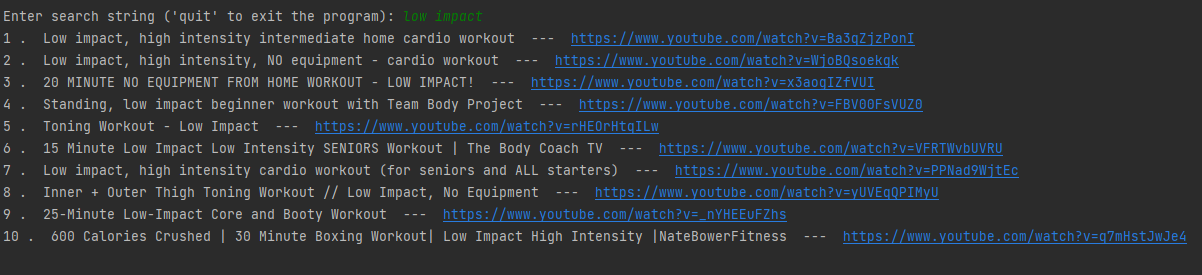 Enter search string ('quit' to exit the program): low impact
1 .  Low impact, high intensity intermediate home cardio workout  ---  https://www.youtube.com/watch?v=Ba3qZjzPonI
2 .  Low impact, high intensity, NO equipment - cardio workout  ---  https://www.youtube.com/watch?v=WjoBQsoekqk
3 .  20 MINUTE NO EQUIPMENT FROM HOME WORKOUT - LOW IMPACT!  ---  https://www.youtube.com/watch?v=x3aoqIZfVUI
4 .  Standing, low impact beginner workout with Team Body Project  ---  https://www.youtube.com/watch?v=FBV00FsVUZ0
5 .  Toning Workout - Low Impact  ---  https://www.youtube.com/watch?v=rHEOrHtqILw
6 .  15 Minute Low Impact Low Intensity SENIORS Workout | The Body Coach TV  ---  https://www.youtube.com/watch?v=VFRTWvbUVRU
7 .  Low impact, high intensity cardio workout (for seniors and ALL starters)  ---  https://www.youtube.com/watch?v=PPNad9WjtEc
8 .  Inner + Outer Thigh Toning Workout // Low Impact, No Equipment  ---  https://www.youtube.com/watch?v=yUVEqQPIMyU
9 .  25-Minute Low-Impact Core and Booty Workout  ---  https://www.youtube.com/watch?v=_nYHEEuFZhs
10 .  600 Calories Crushed | 30 Minute Boxing Workout| Low Impact High Intensity |NateBowerFitness  ---  https://www.youtube.com/watch?v=q7mHstJwJe4